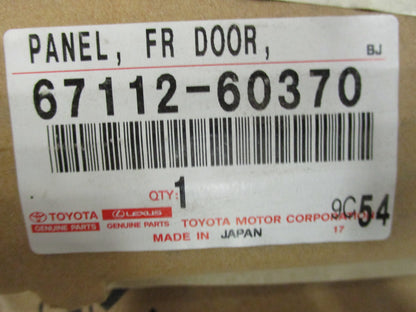 PANEL, FR DOOR, BJ
67112-60370
QTY: 1
TOYOTA LEXUS 9C54
GENUINE PARTS GENUINE PARTS TOYOTA MOTOR CORPORATION
MADE IN JAPAN 17